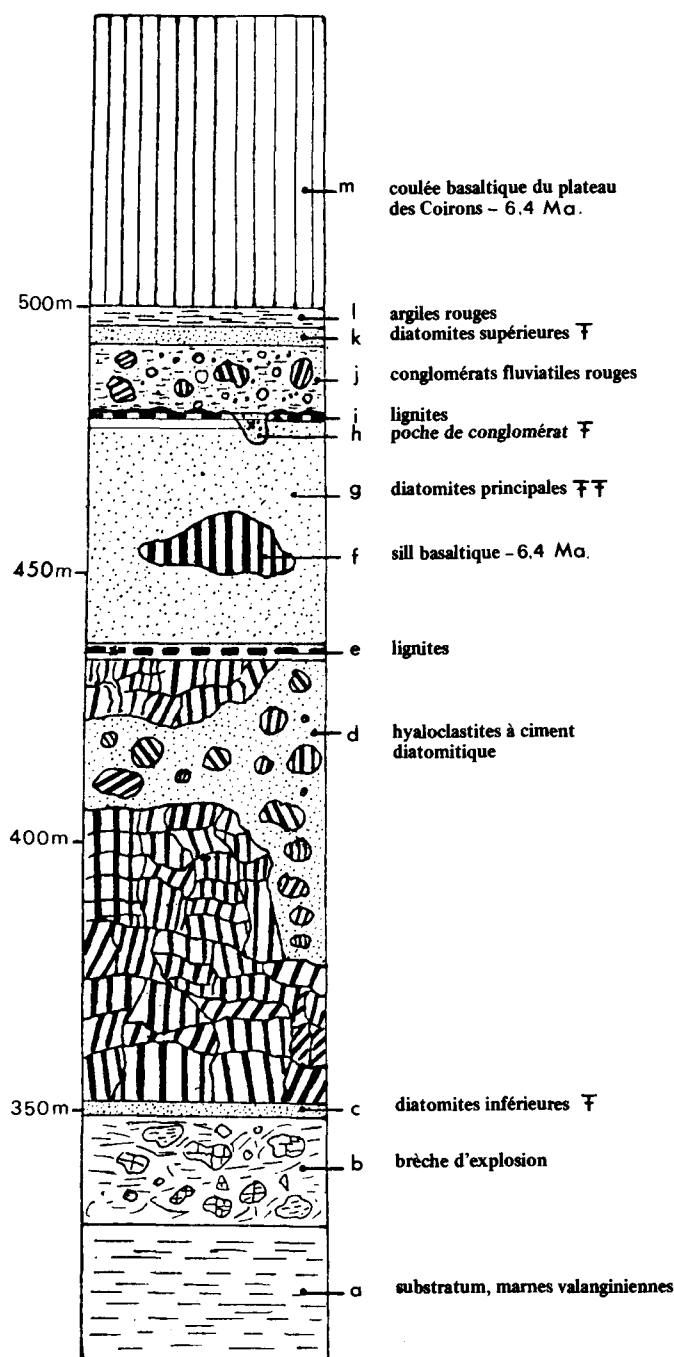 m coulée basaltique du plateau
des Coirons – 6,4 Ma.
500m
l argiles rouges
k diatomites supérieures Ŧ
j conglomérats fluviatiles rouges
i lignites
h poche de conglomérat Ŧ
g diatomites principales ŦŦ
f sill basaltique – 6,4 Ma.
450m
e lignites
d hyaloclastites à ciment
diatomitique
400m
350m
c diatomites inférieures Ŧ
b brèche d'explosion
a substratum, marnes valanginiennes